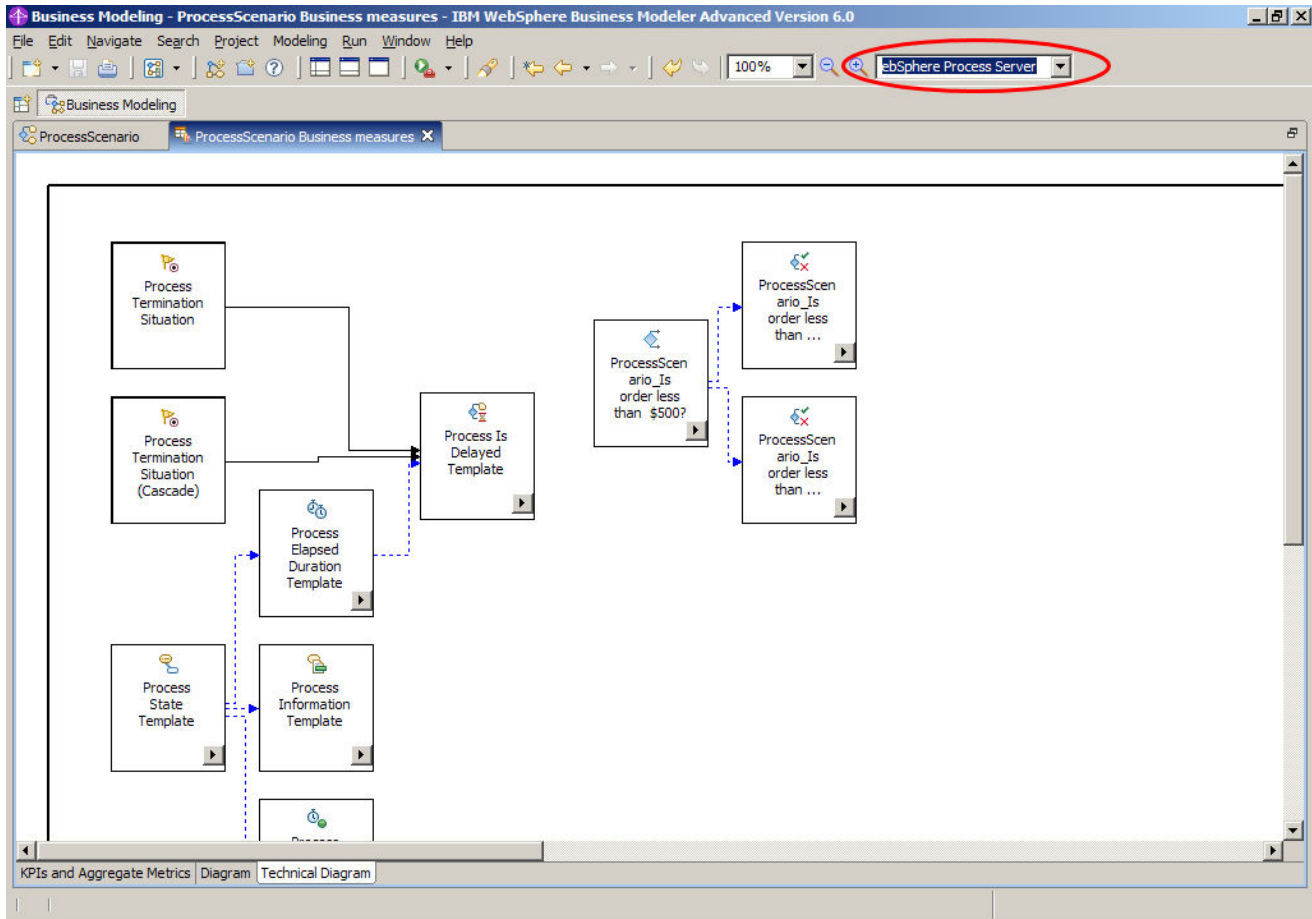 Business Modeling - ProcessScenario Business measures - IBM WebSphere Business Modeler Advanced Version 6.0
File Edit Navigate Search Project Modeling Run Window Help
100% ebSphere Process Server
Business Modeling
ProcessScenario ProcessScenario Business measures
Process
Termination
Situation
ProcessScen
ario_Is
order less
than ...
ProcessScen
ario_Is
order less
than $500?
Process
Termination
Situation
(Cascade)
Process Is
Delayed
Template
ProcessScen
ario_Is
order less
than ...
Process
Elapsed
Duration
Template
Process
State
Template
Process
Information
Template
Process
KPIs and Aggregate Metrics Diagram Technical Diagram